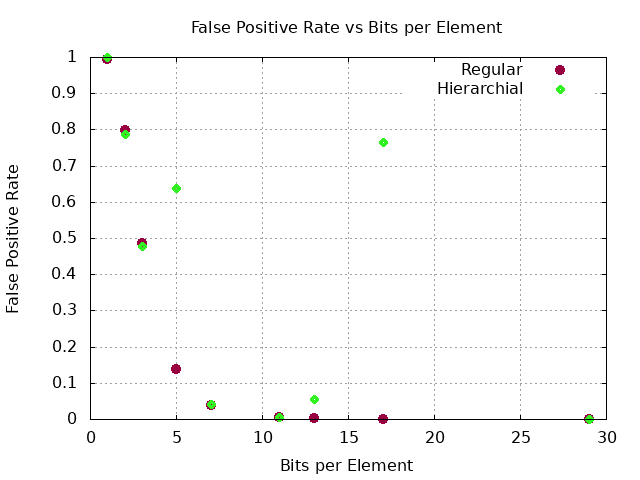 False Positive Rate vs Bits per Element
Regular
Hierarchial
1
0.9
0.8
0.7
0.6
0.5
0.4
0.3
0.2
0.1
0
False Positive Rate
0 5 10 15 20 25 30
Bits per Element